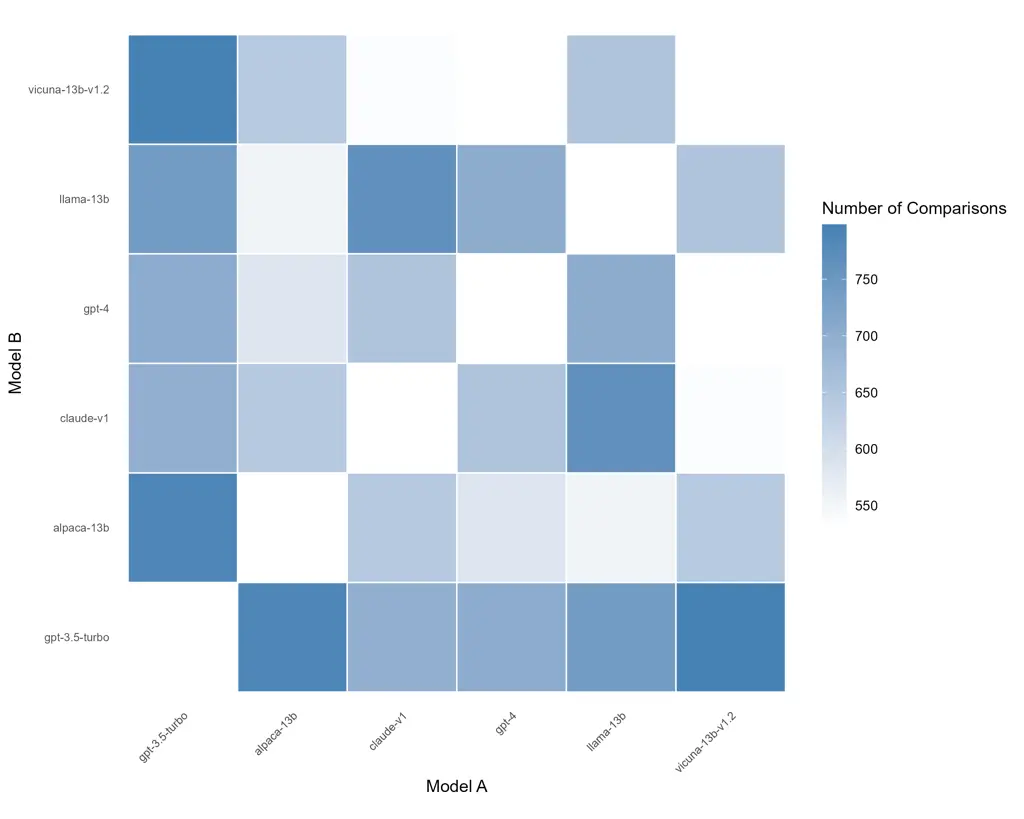 vicuna-13b-v1.2
llama-13b
gpt-4
claude-v1
alpaca-13b
gpt-3.5-turbo
Model B
gpt-3.5-turbo
alpaca-13b
claude-v1
gpt-4
llama-13b
vicuna-13b-v1.2
Model A
Number of Comparisons
750
700
650
600
550